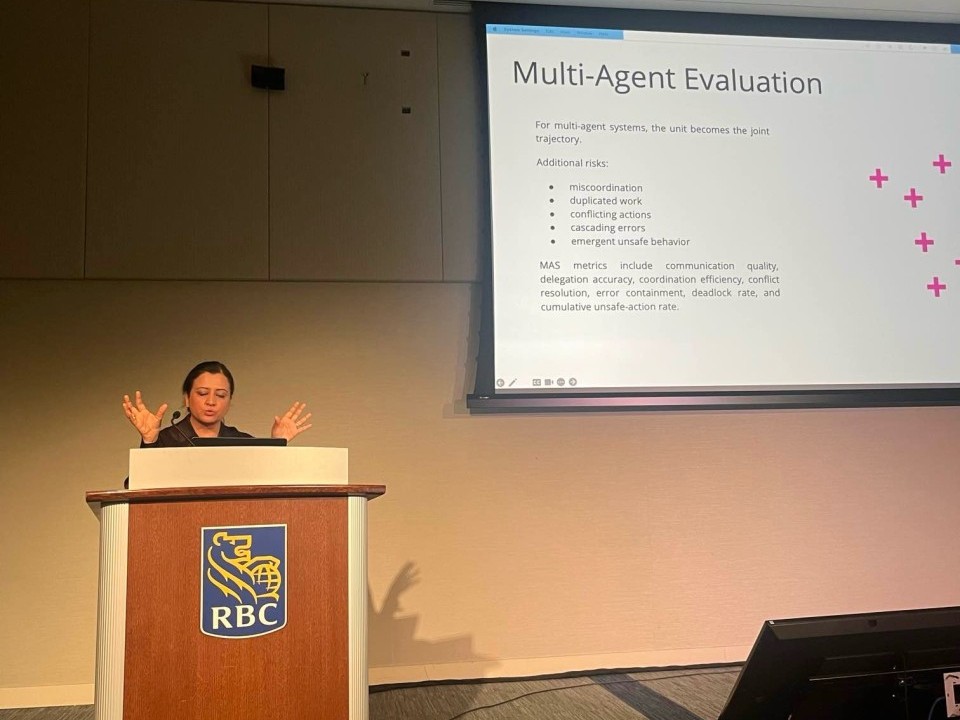 Multi-Agent Evaluation
For multi-agent systems, the unit becomes the joint
trajectory.
Additional risks:
● miscoordination
● duplicated work
● conflicting actions
● cascading errors
● emergent unsafe behavior
MAS metrics include communication quality,
delegation accuracy, coordination efficiency, conflict
resolution, error containment, deadlock rate, and
cumulative unsafe-action rate.
RBC